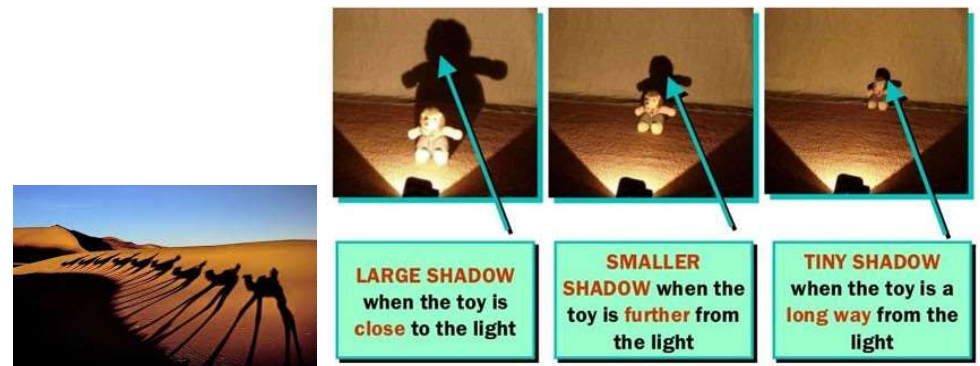 LARGE SHADOW
when the toy is
close to the light
SMALLER
SHADOW when the
toy is further from
the light
TINY SHADOW
when the toy is a
long way from the
light